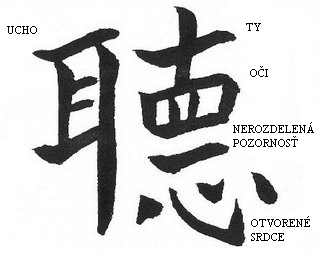 UCHO
聽
TY
OČI
NEROZDELENÁ
POZORNOSŤ
OTVORENÉ
SRDCE